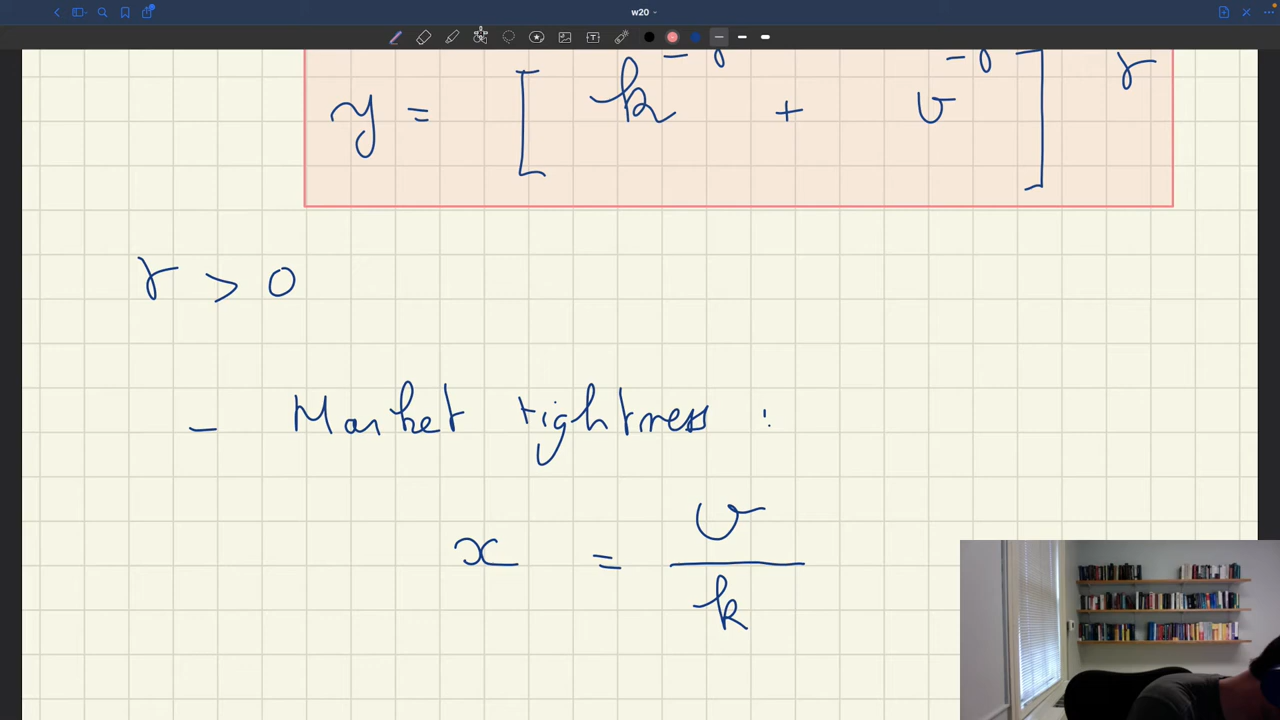 w20
y = [ k^{-γ} + v^{-γ} ] γ
γ > 0
- Market tightness :
x = v / k